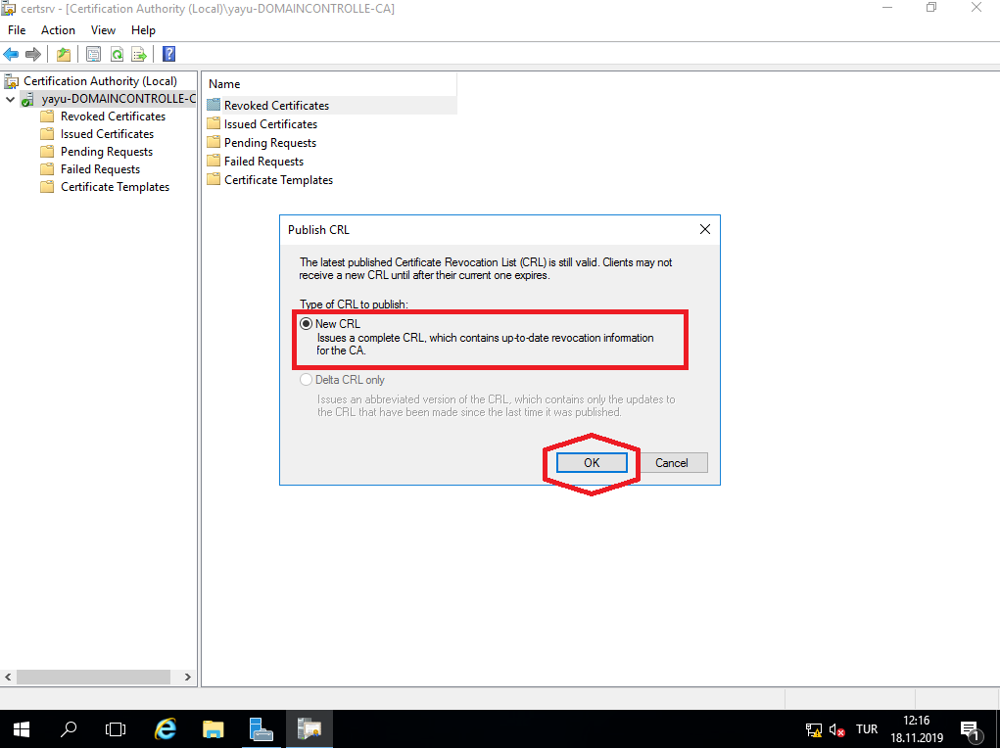 certsrv - [Certification Authority (Local)\yayu-DOMAINCONTROLLE-CA]
File Action View Help
Certification Authority (Local)
yayu-DOMAINCONTROLLE-C
Revoked Certificates
Issued Certificates
Pending Requests
Failed Requests
Certificate Templates
Name
Revoked Certificates
Issued Certificates
Pending Requests
Failed Requests
Certificate Templates
Publish CRL
The latest published Certificate Revocation List (CRL) is still valid. Clients may not
receive a new CRL until after their current one expires.
Type of CRL to publish:
New CRL
Issues a complete CRL, which contains up-to-date revocation information
for the CA.
Delta CRL only
Issues an abbreviated version of the CRL, which contains only the updates to
the CRL that have been made since the last time it was published.
OK Cancel
TUR
12:16
18.11.2019
1